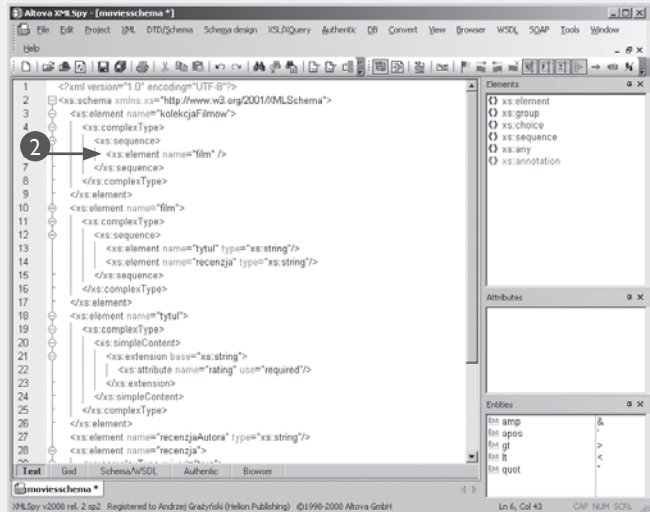 Altova XMLSpy - [moviesschema *]
File Edit Project XML DTD/Schema Schema design XSL/XQuery Authentic DB Convert View Browser WSDL SOAP Tools Window
Help
1 <?xml version="1.0" encoding="UTF-8"?>
2 <xs:schema xmlns:xs="http://www.w3.org/2001/XMLSchema">
3 <xs:element name="kolekcjaFilmow">
4 <xs:complexType>
<xs:sequence>
2 <xs:element name="film" />
7 </xs:sequence>
8 </xs:complexType>
9 </xs:element>
10 <xs:element name="film">
11 <xs:complexType>
12 <xs:sequence>
13 <xs:element name="tytul" type="xs:string"/>
14 <xs:element name="recenzja" type="xs:string"/>
15 </xs:sequence>
16 </xs:complexType>
17 </xs:element>
18 <xs:element name="tytul">
19 <xs:complexType>
20 <xs:simpleContent>
21 <xs:extension base="xs:string">
22 <xs:attribute name="rating" use="required"/>
23 </xs:extension>
24 </xs:simpleContent>
25 </xs:complexType>
26 </xs:element>
27 <xs:element name="recenzjaAutora" type="xs:string"/>
28 <xs:element name="recenzja">
Elements
xs:element
xs:group
xs:choice
xs:sequence
xs:any
xs:annotation
Attributes
Entities
Ent amp &
Ent apos '
Ent gt >
Ent lt <
Ent quot "
Text Grid Schema/WSDL Authentic Browser
moviesschema *
XMLSpy v2008 rel. 2 sp2 Registered to Andrzej Grażyński (Helion Publishing) ©1998-2008 Altova GmbH Ln 6, Col 43 CAP NUM SCRL